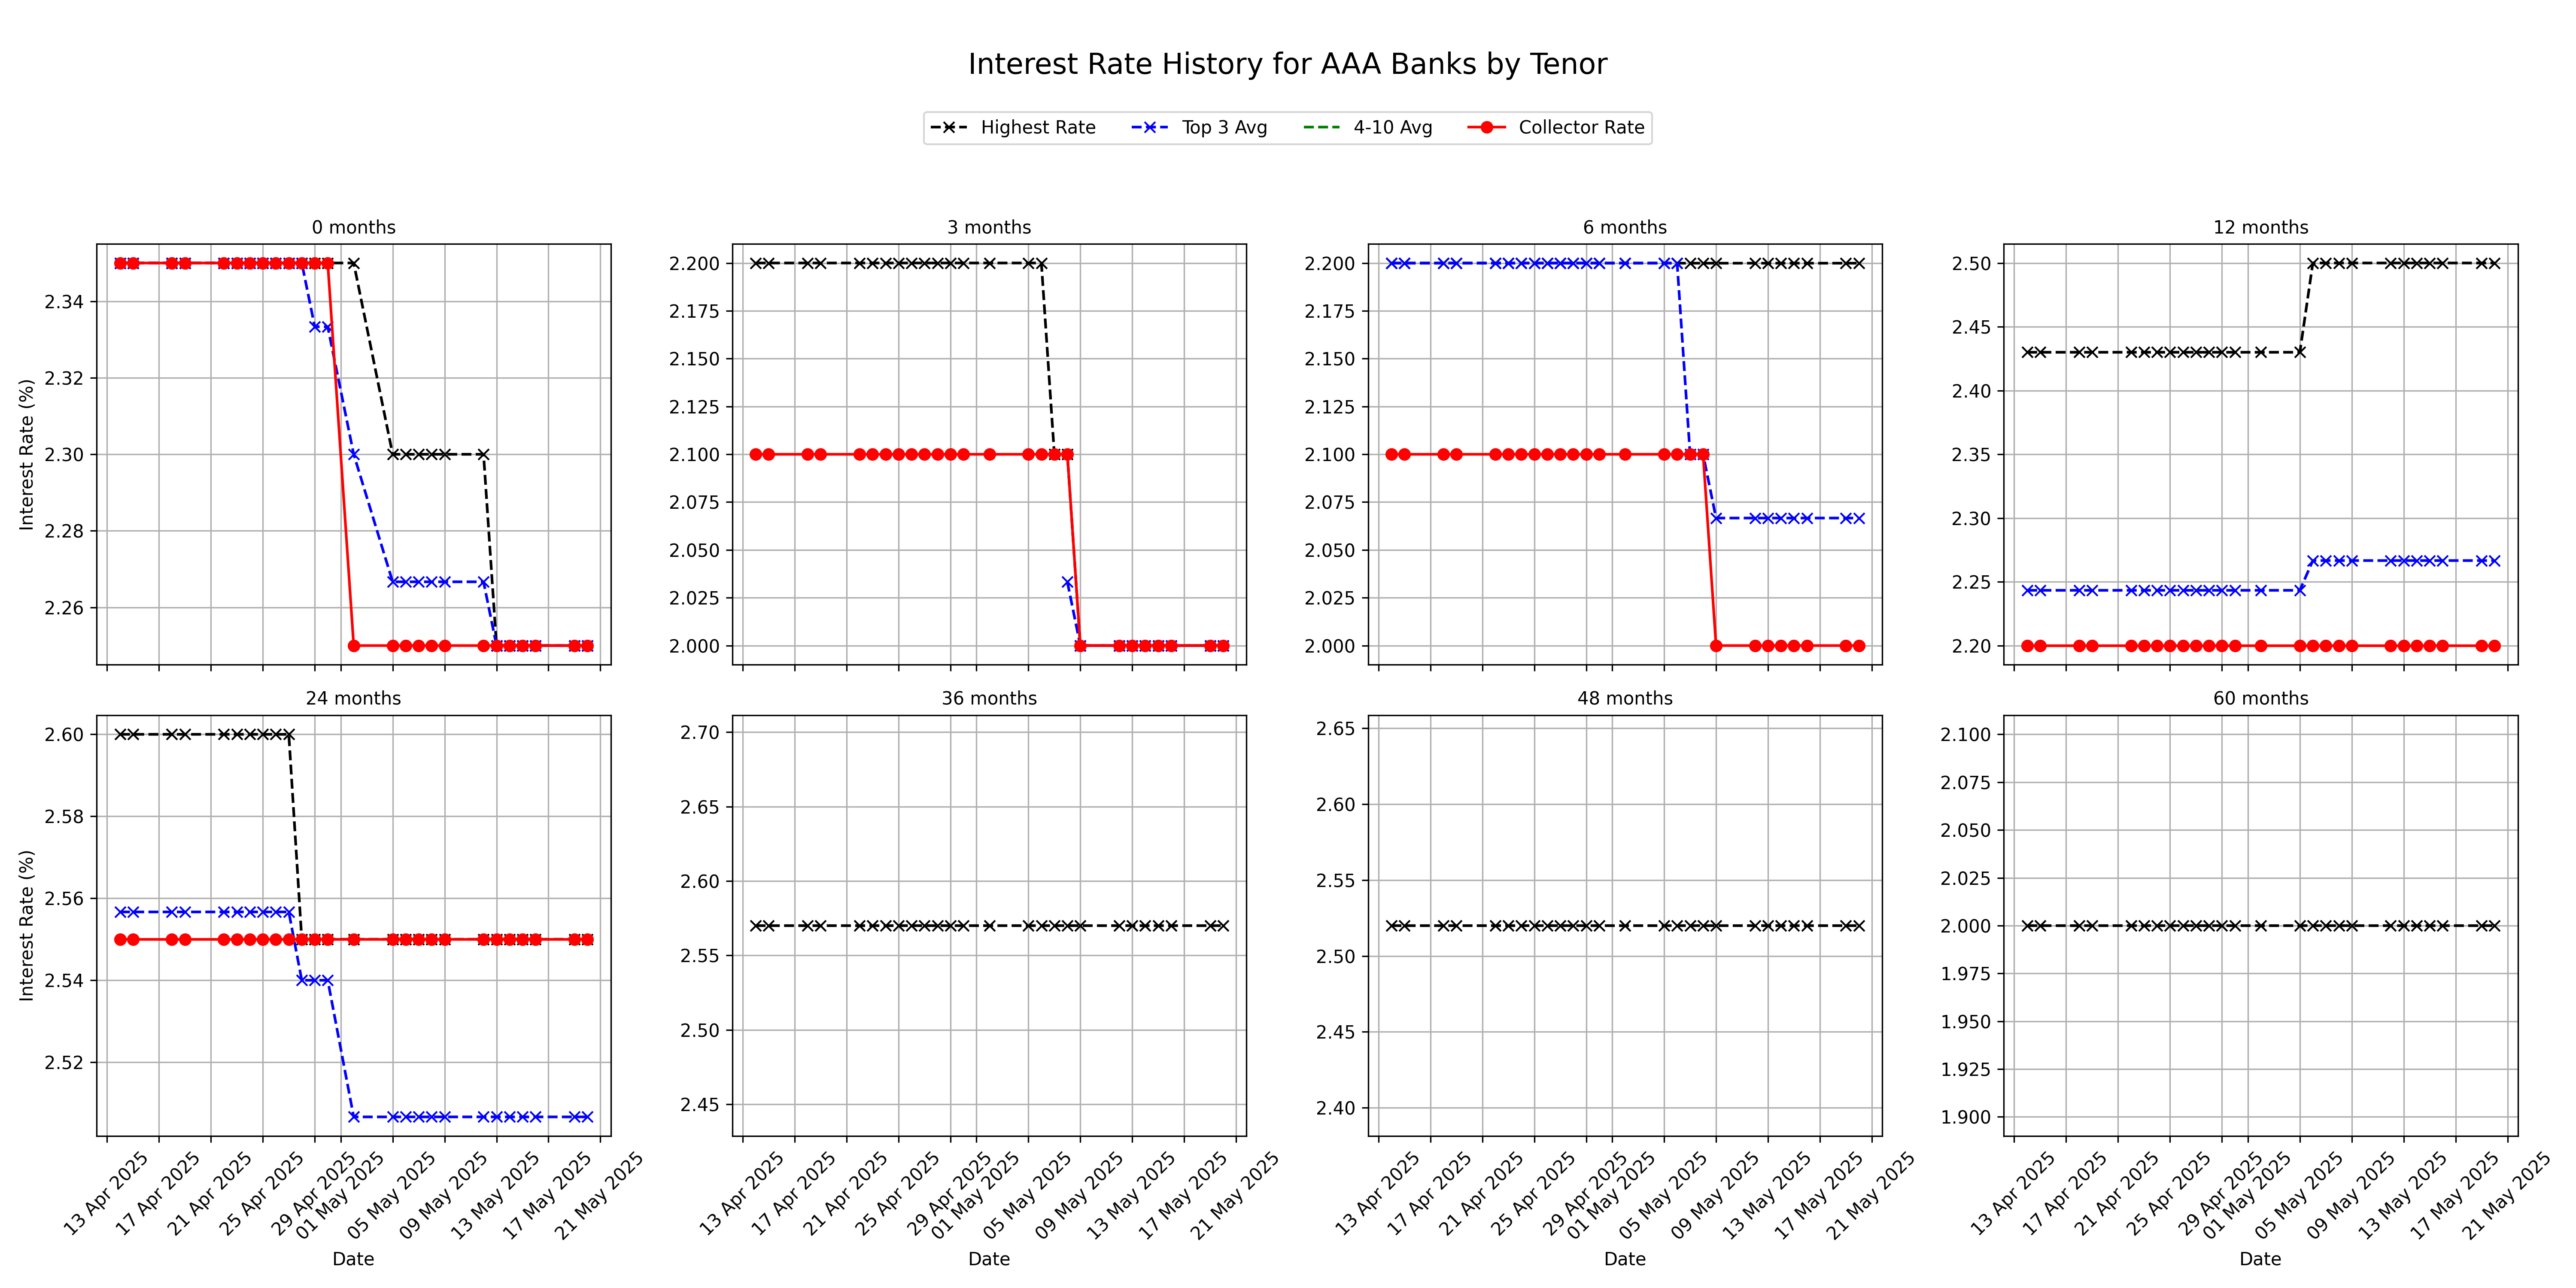 Interest Rate History for AAA Banks by Tenor
Highest Rate Top 3 Avg 4-10 Avg Collector Rate
0 months
Interest Rate (%)
2.34
2.32
2.30
2.28
2.26
3 months
2.200
2.175
2.150
2.125
2.100
2.075
2.050
2.025
2.000
6 months
2.200
2.175
2.150
2.125
2.100
2.075
2.050
2.025
2.000
12 months
2.50
2.45
2.40
2.35
2.30
2.25
2.20
24 months
Interest Rate (%)
2.60
2.58
2.56
2.54
2.52
13 Apr 2025
17 Apr 2025
21 Apr 2025
25 Apr 2025
29 Apr 2025
01 May 2025
05 May 2025
09 May 2025
13 May 2025
17 May 2025
21 May 2025
Date
36 months
2.70
2.65
2.60
2.55
2.50
2.45
13 Apr 2025
17 Apr 2025
21 Apr 2025
25 Apr 2025
29 Apr 2025
01 May 2025
05 May 2025
09 May 2025
13 May 2025
17 May 2025
21 May 2025
Date
48 months
2.65
2.60
2.55
2.50
2.45
2.40
13 Apr 2025
17 Apr 2025
21 Apr 2025
25 Apr 2025
29 Apr 2025
01 May 2025
05 May 2025
09 May 2025
13 May 2025
17 May 2025
21 May 2025
Date
60 months
2.100
2.075
2.050
2.025
2.000
1.975
1.950
1.925
1.900
13 Apr 2025
17 Apr 2025
21 Apr 2025
25 Apr 2025
29 Apr 2025
01 May 2025
05 May 2025
09 May 2025
13 May 2025
17 May 2025
21 May 2025
Date